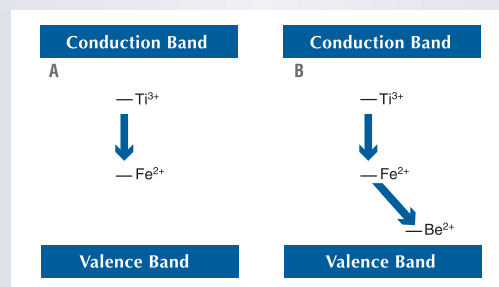 Conduction Band
A
Ti³⁺
Fe²⁺
Valence Band
Conduction Band
B
Ti³⁺
Fe²⁺
Be²⁺
Valence Band